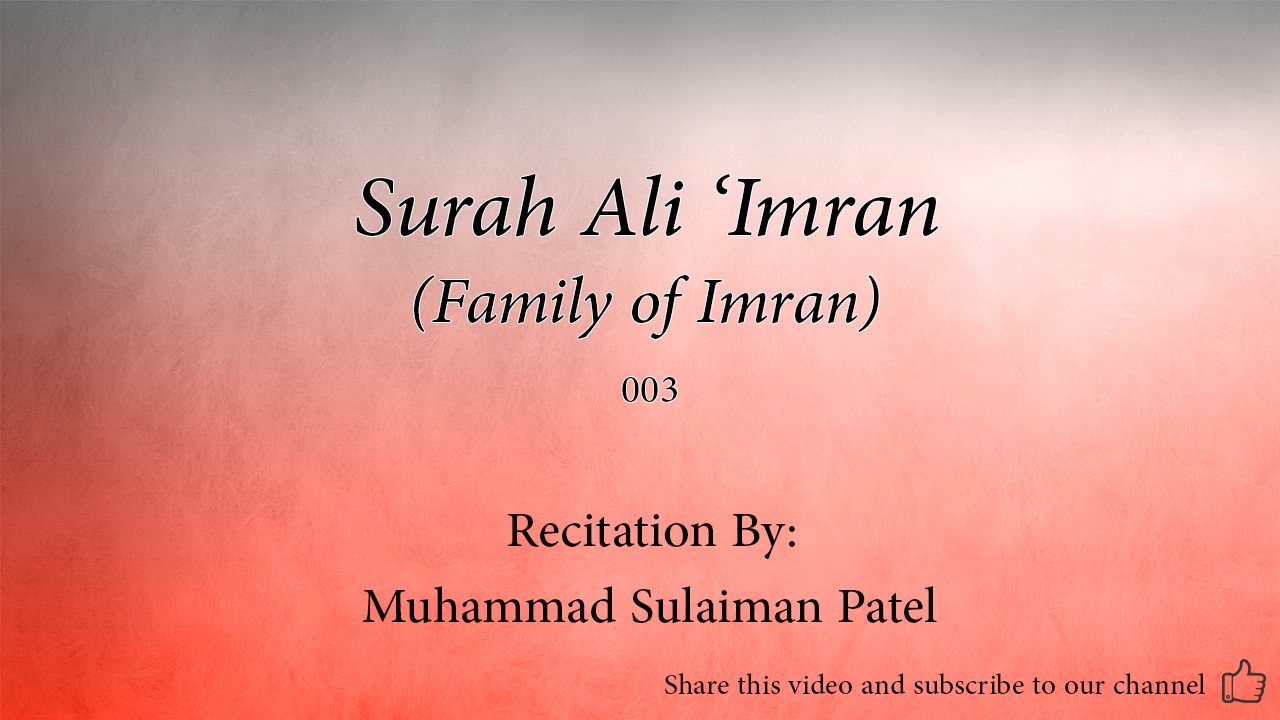 Surah Ali ‘Imran
(Family of Imran)
003
Recitation By:
Muhammad Sulaiman Patel
Share this video and subscribe to our channel